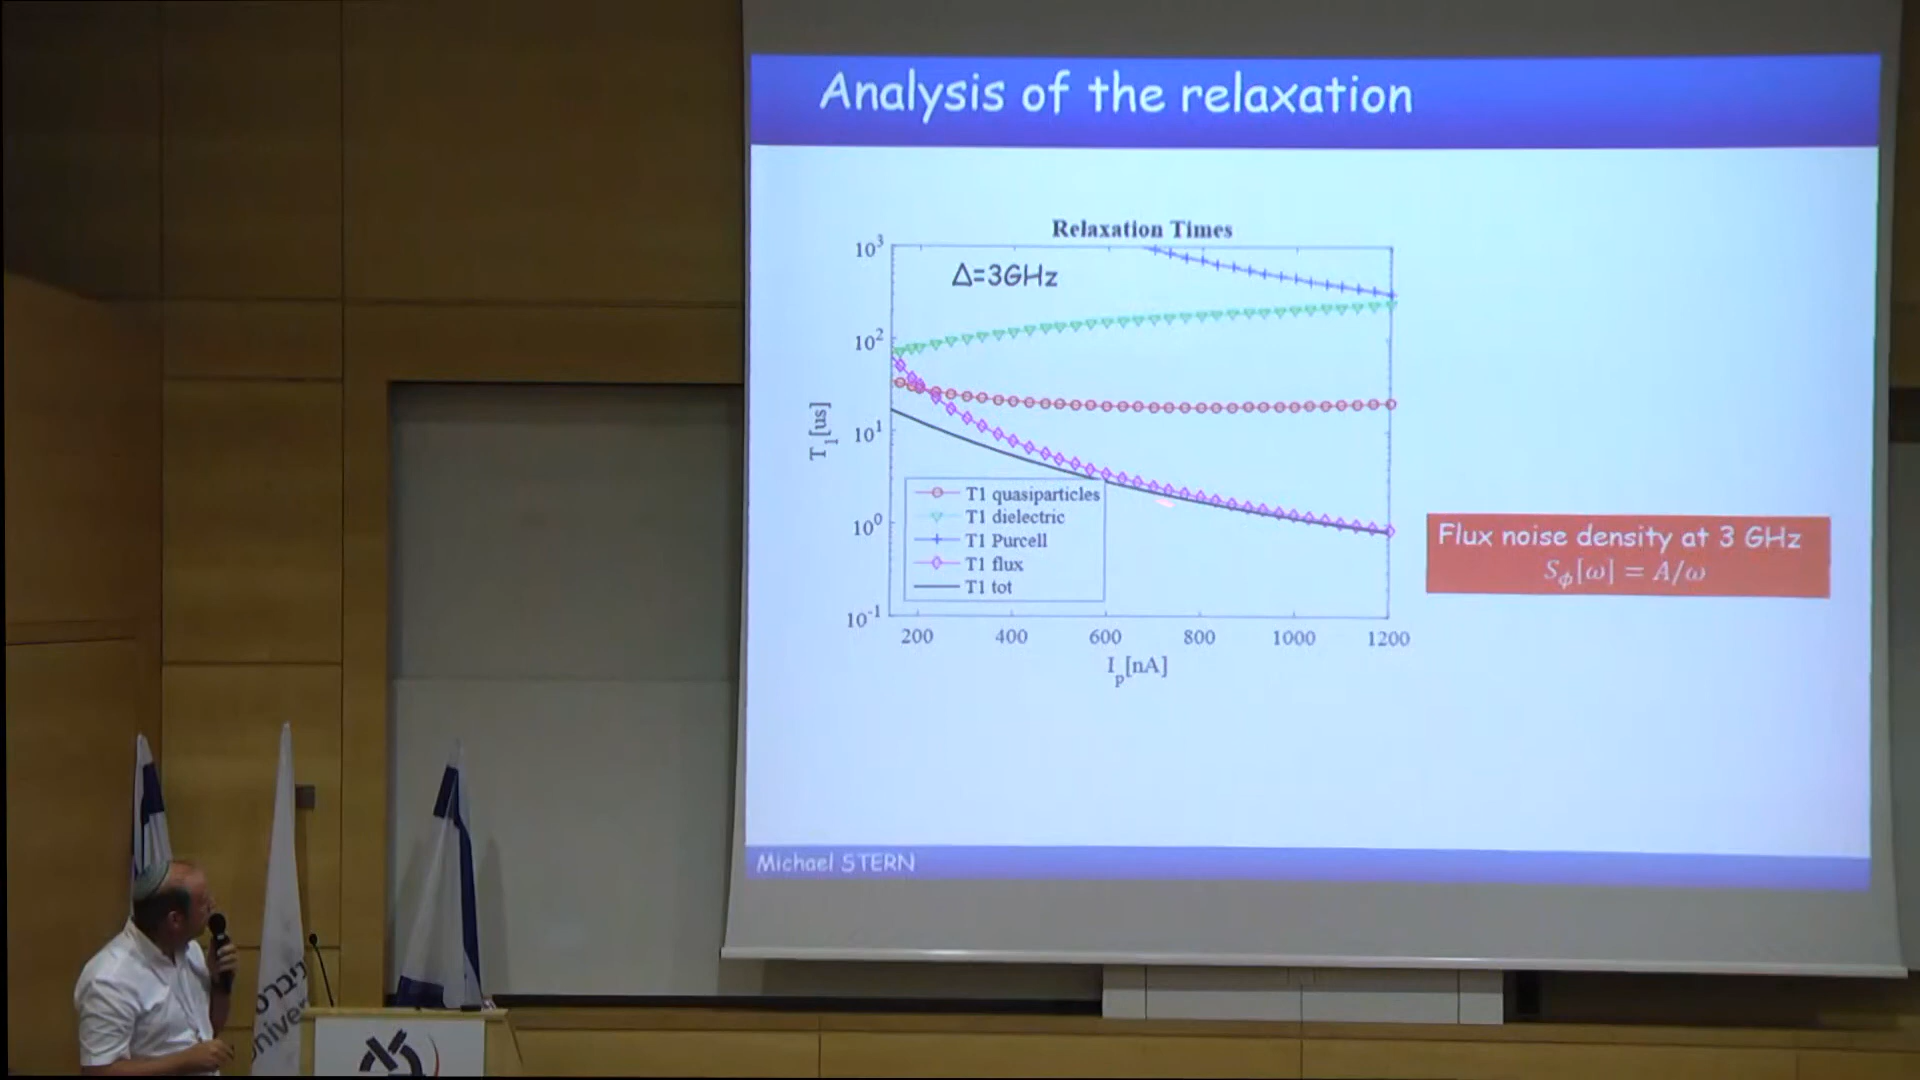 Analysis of the relaxation
Relaxation Times
Δ=3GHz
10³
10²
10¹
10⁰
10⁻¹
T₁[us]
T1 quasiparticles
T1 dielectric
T1 Purcell
T1 flux
T1 tot
200 400 600 800 1000 1200
Iₚ[nA]
Flux noise density at 3 GHz
S_ϕ[ω] = A/ω
Michael STERN